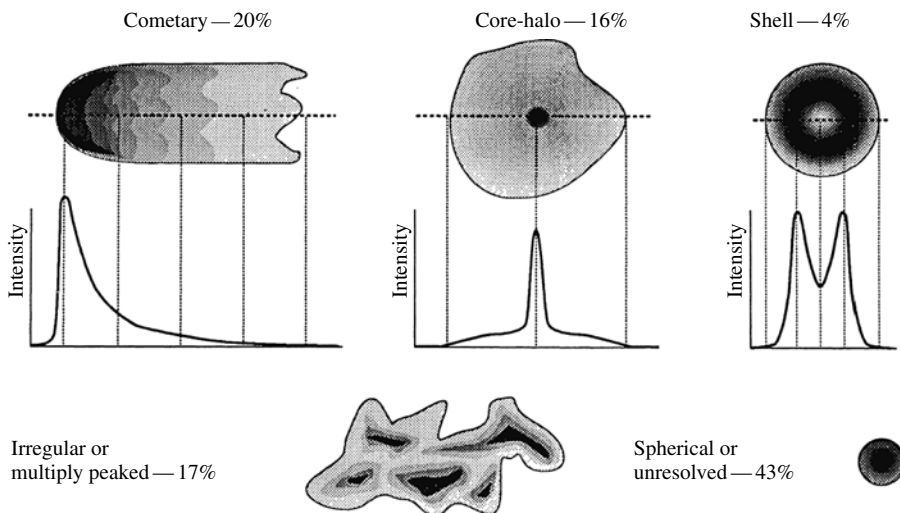 Cometary — 20%
Core-halo — 16%
Shell — 4%
Intensity
Intensity
Intensity
Irregular or
multiply peaked — 17%
Spherical or
unresolved — 43%